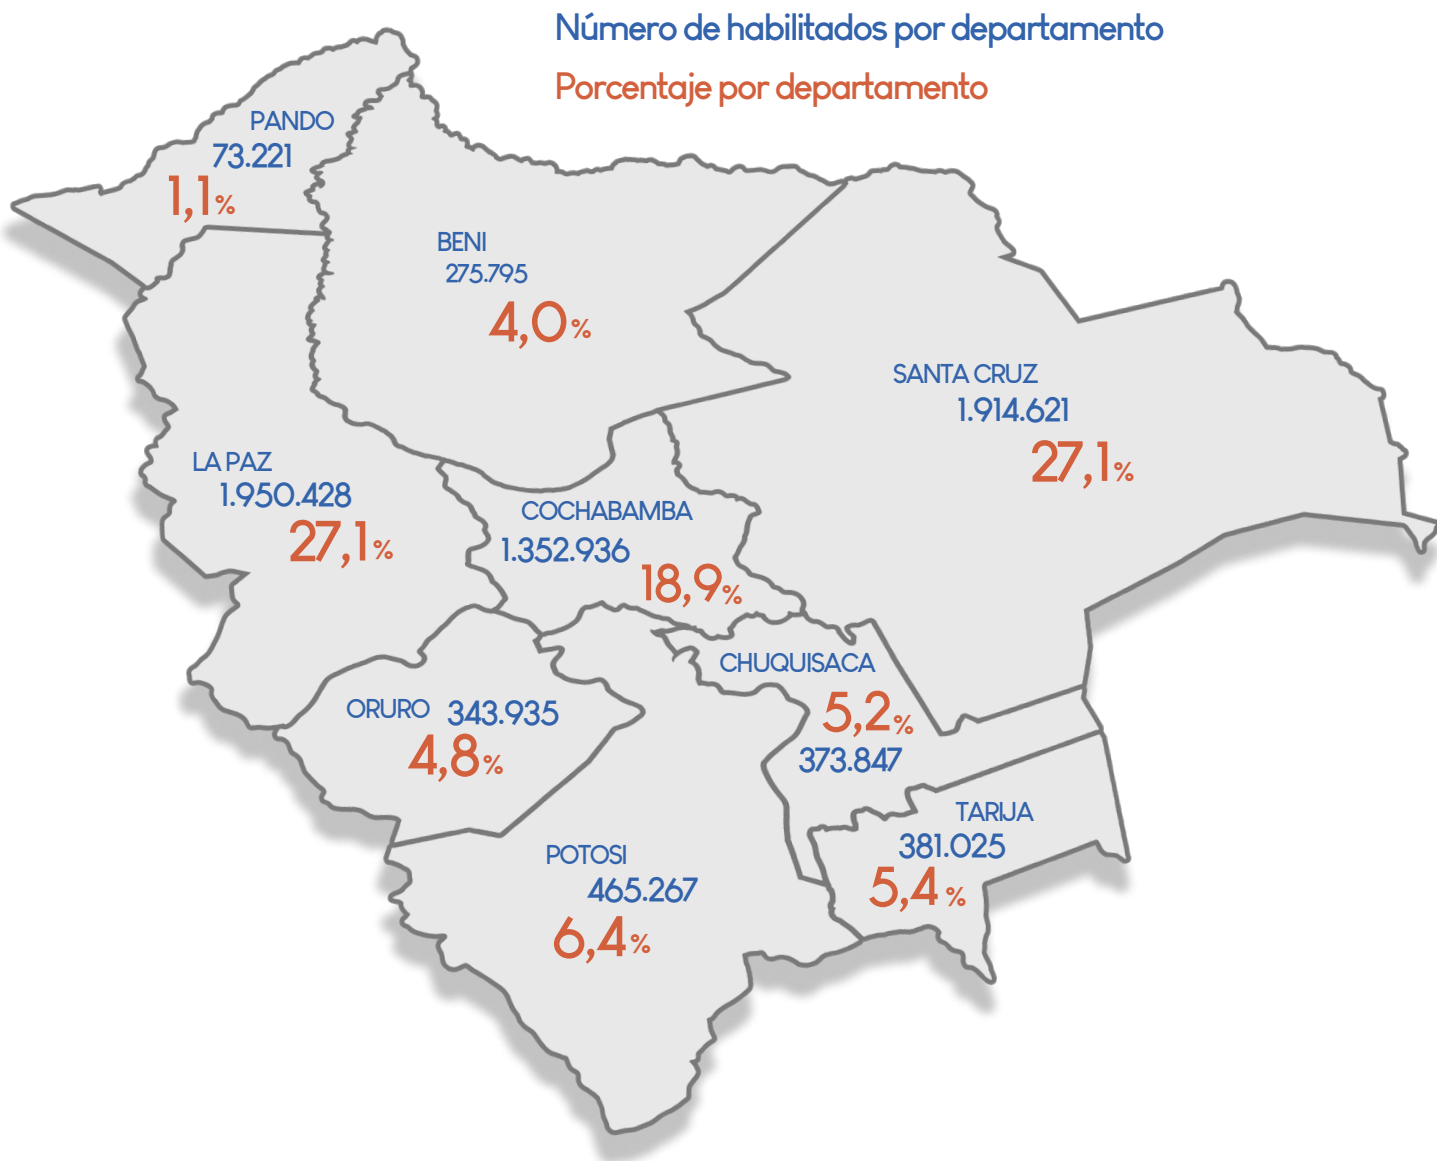 Número de habilitados por departamento
Porcentaje por departamento
PANDO
73.221
1,1%
BENI
275.795
4,0%
SANTA CRUZ
1.914.621
27,1%
LA PAZ
1.950.428
27,1%
COCHABAMBA
1.352.936
18,9%
CHUQUISACA
5,2%
373.847
ORURO 343.935
4,8%
TARIJA
381.025
5,4%
POTOSI
465.267
6,4%